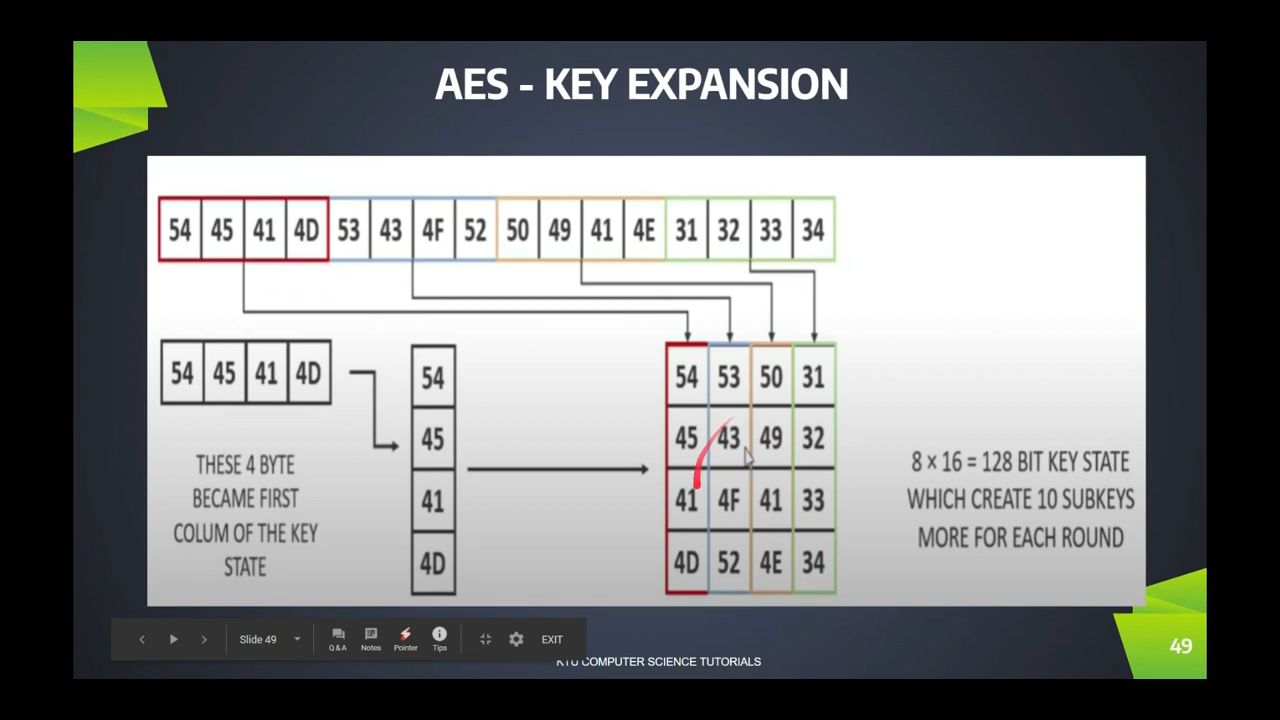 AES - KEY EXPANSION
54 45 41 4D 53 43 4F 52 50 49 41 4E 31 32 33 34
54 45 41 4D
THESE 4 BYTE
BECAME FIRST
COLUM OF THE KEY
STATE
54
45
41
4D
54 53 50 31
45 43 49 32
41 4F 41 33
4D 52 4E 34
8 × 16 = 128 BIT KEY STATE
WHICH CREATE 10 SUBKEYS
MORE FOR EACH ROUND
Slide 49
Q & A
Notes
Pointer
Tips
EXIT
KTU COMPUTER SCIENCE TUTORIALS
49